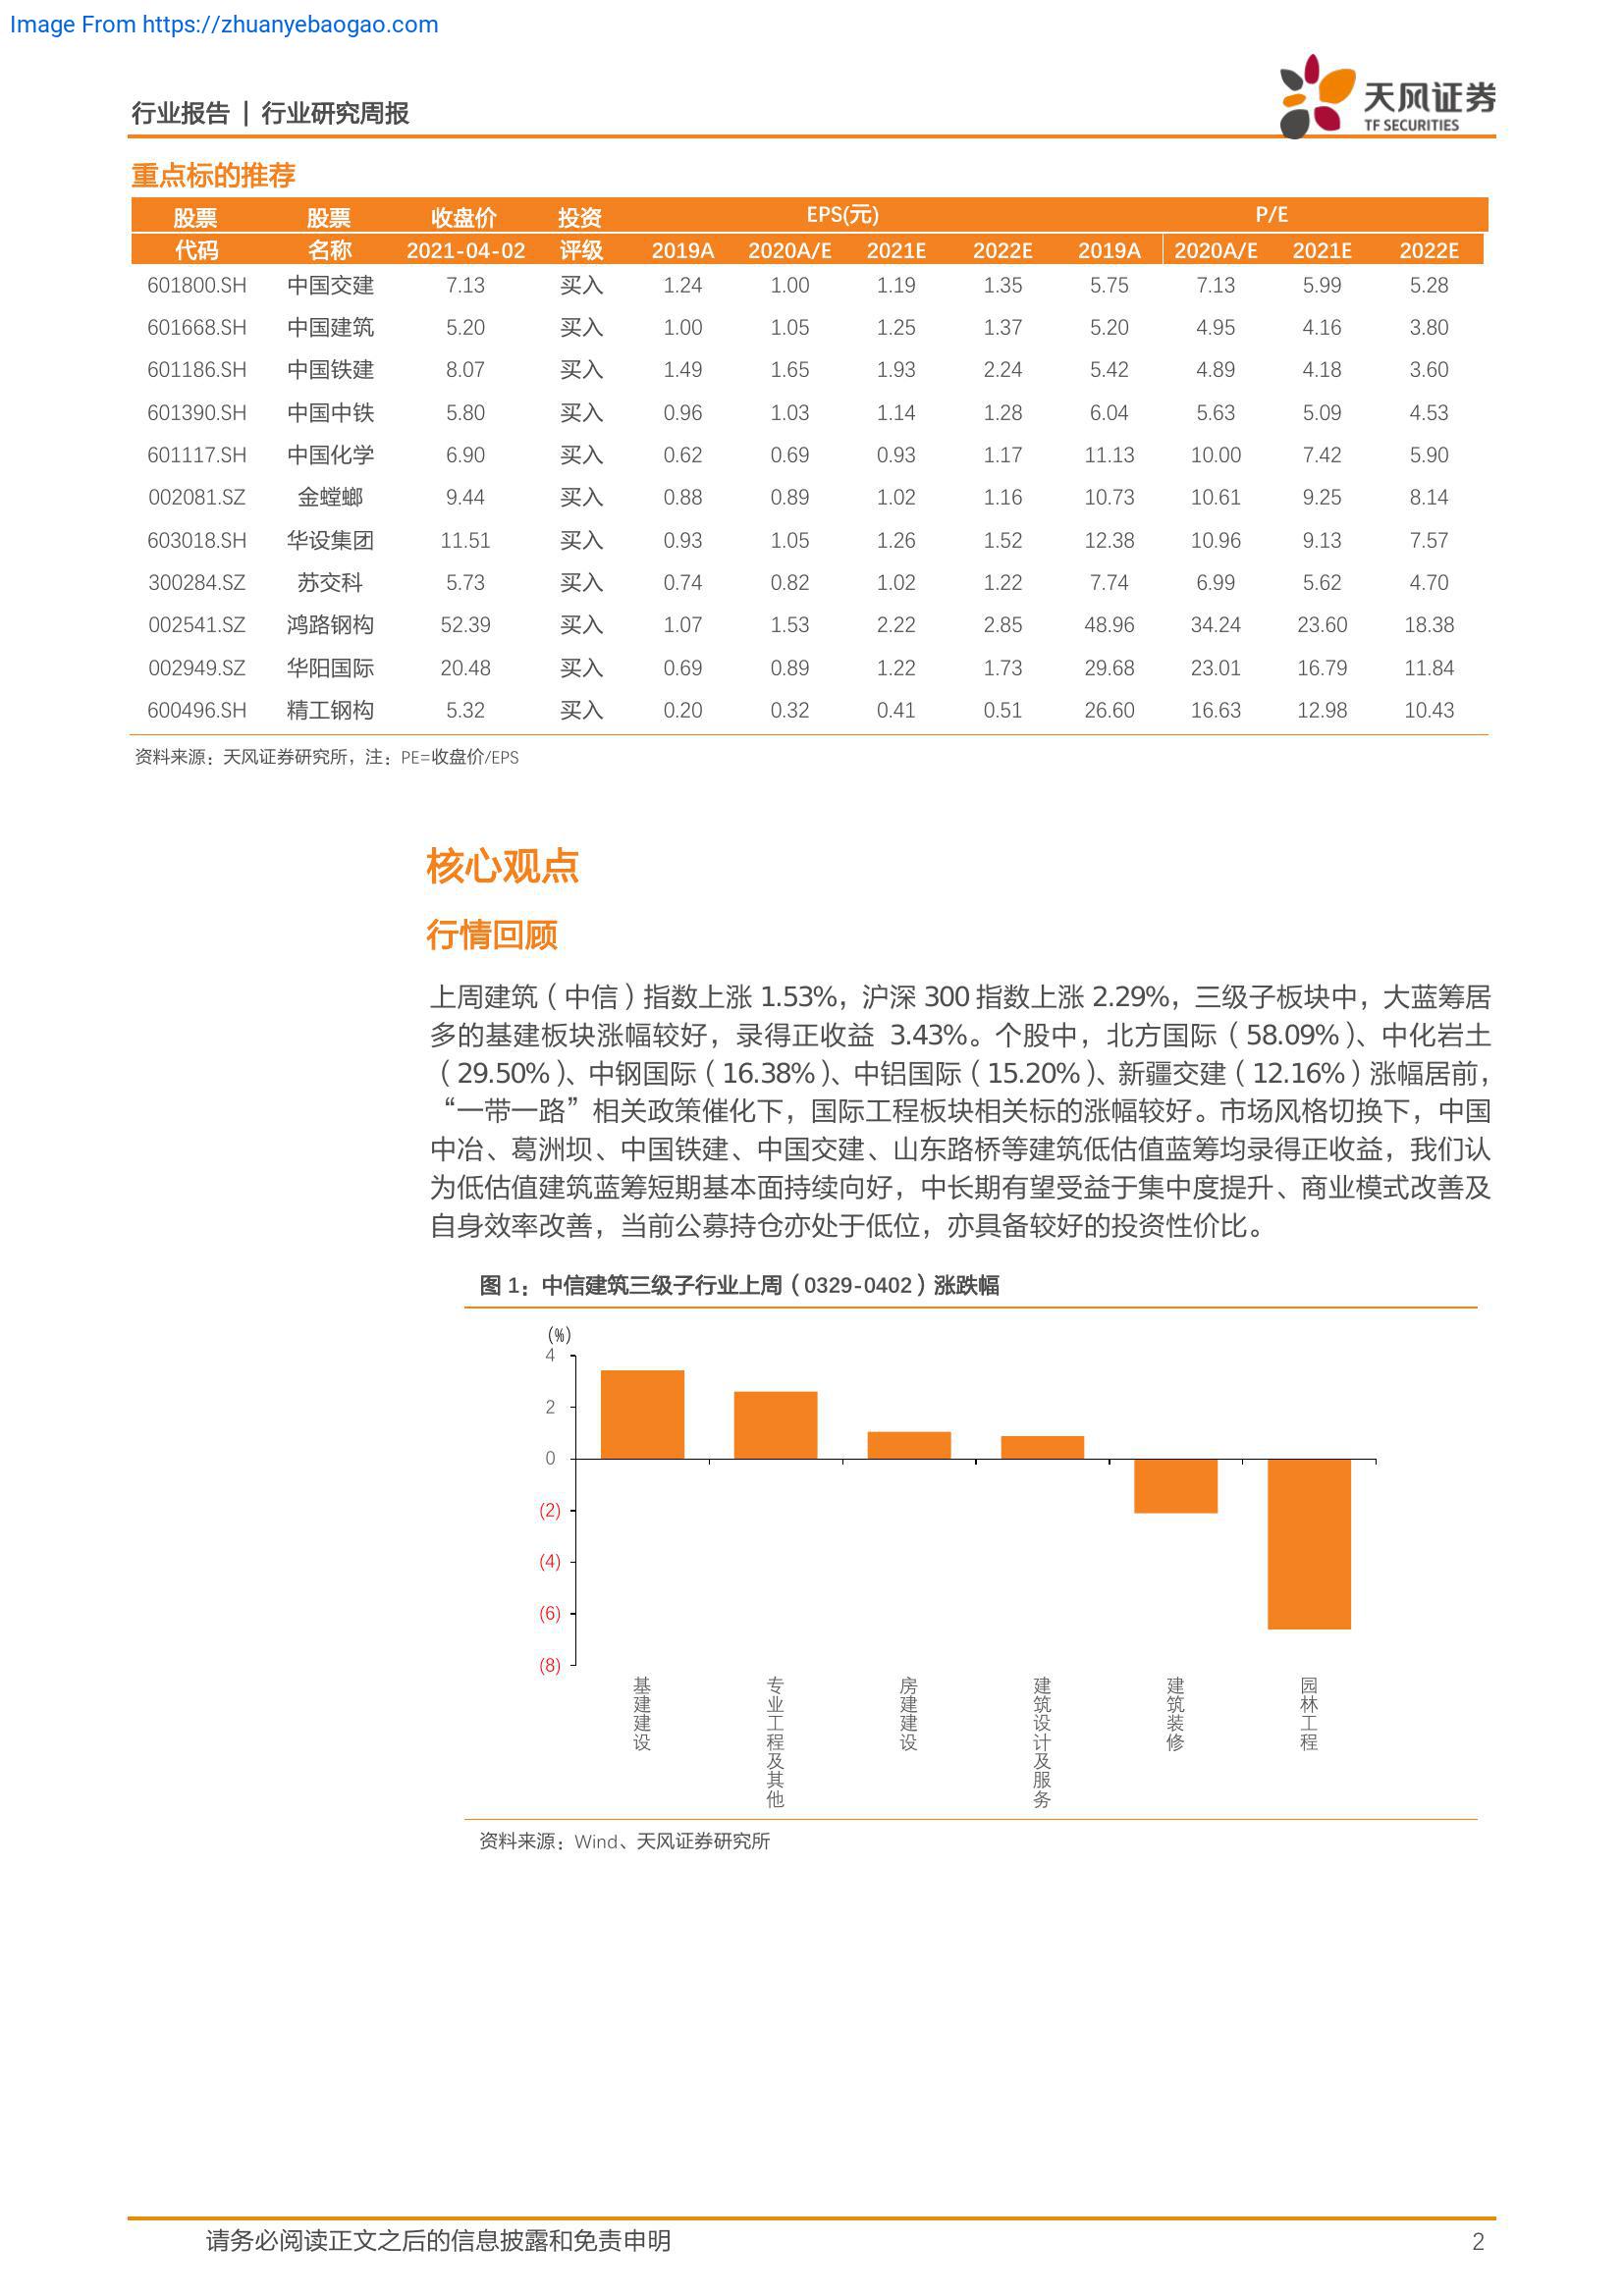 Image From https://zhuanyebaogao.com
行业报告 | 行业研究周报
天风证券
TF SECURITIES
重点标的推荐
股票 股票 收盘价 投资 EPS(元) P/E
代码 名称 2021-04-02 评级 2019A 2020A/E 2021E 2022E 2019A 2020A/E 2021E 2022E
601800.SH 中国交建 7.13 买入 1.24 1.00 1.19 1.35 5.75 7.13 5.99 5.28
601668.SH 中国建筑 5.20 买入 1.00 1.05 1.25 1.37 5.20 4.95 4.16 3.80
601186.SH 中国铁建 8.07 买入 1.49 1.65 1.93 2.24 5.42 4.89 4.18 3.60
601390.SH 中国中铁 5.80 买入 0.96 1.03 1.14 1.28 6.04 5.63 5.09 4.53
601117.SH 中国化学 6.90 买入 0.62 0.69 0.93 1.17 11.13 10.00 7.42 5.90
002081.SZ 金螳螂 9.44 买入 0.88 0.89 1.02 1.16 10.73 10.61 9.25 8.14
603018.SH 华设集团 11.51 买入 0.93 1.05 1.26 1.52 12.38 10.96 9.13 7.57
300284.SZ 苏交科 5.73 买入 0.74 0.82 1.02 1.22 7.74 6.99 5.62 4.70
002541.SZ 鸿路钢构 52.39 买入 1.07 1.53 2.22 2.85 48.96 34.24 23.60 18.38
002949.SZ 华阳国际 20.48 买入 0.69 0.89 1.22 1.73 29.68 23.01 16.79 11.84
600496.SH 精工钢构 5.32 买入 0.20 0.32 0.41 0.51 26.60 16.63 12.98 10.43
资料来源：天风证券研究所，注：PE=收盘价/EPS
核心观点
行情回顾
上周建筑（中信）指数上涨 1.53%，沪深 300 指数上涨 2.29%，三级子板块中，大蓝筹居
多的基建板块涨幅较好，录得正收益 3.43%。个股中，北方国际（58.09%）、中化岩土
（29.50%）、中钢国际（16.38%）、中铝国际（15.20%）、新疆交建（12.16%）涨幅居前，
“一带一路”相关政策催化下，国际工程板块相关标的涨幅较好。市场风格切换下，中国
中冶、葛洲坝、中国铁建、中国交建、山东路桥等建筑低估值蓝筹均录得正收益，我们认
为低估值建筑蓝筹短期基本面持续向好，中长期有望受益于集中度提升、商业模式改善及
自身效率改善，当前公募持仓亦处于低位，亦具备较好的投资性价比。
图 1：中信建筑三级子行业上周（0329-0402）涨跌幅
(%)
4
2
0
(2)
(4)
(6)
(8)
基建建设
专业工程及其他
房建建设
建筑设计及服务
建筑装修
园林工程
资料来源：Wind、天风证券研究所
请务必阅读正文之后的信息披露和免责申明 2